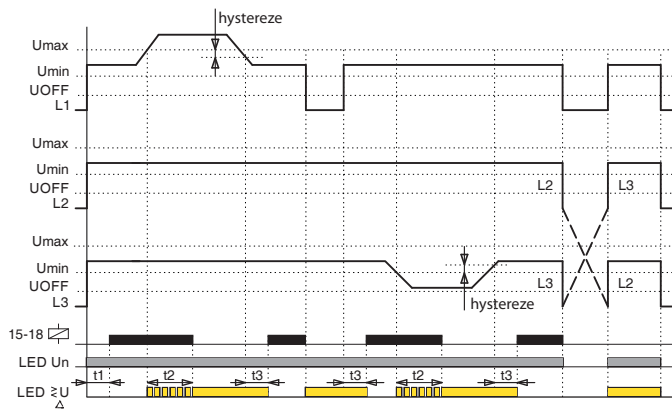 hystereze
Umax
Umin
UOFF
L1
Umax
Umin
UOFF
L2
L2
L3
Umax
Umin
UOFF
L3
L3
L2
hystereze
15-18
LED Un
t1
t2
t3
t3
t2
t3
LED ≷U